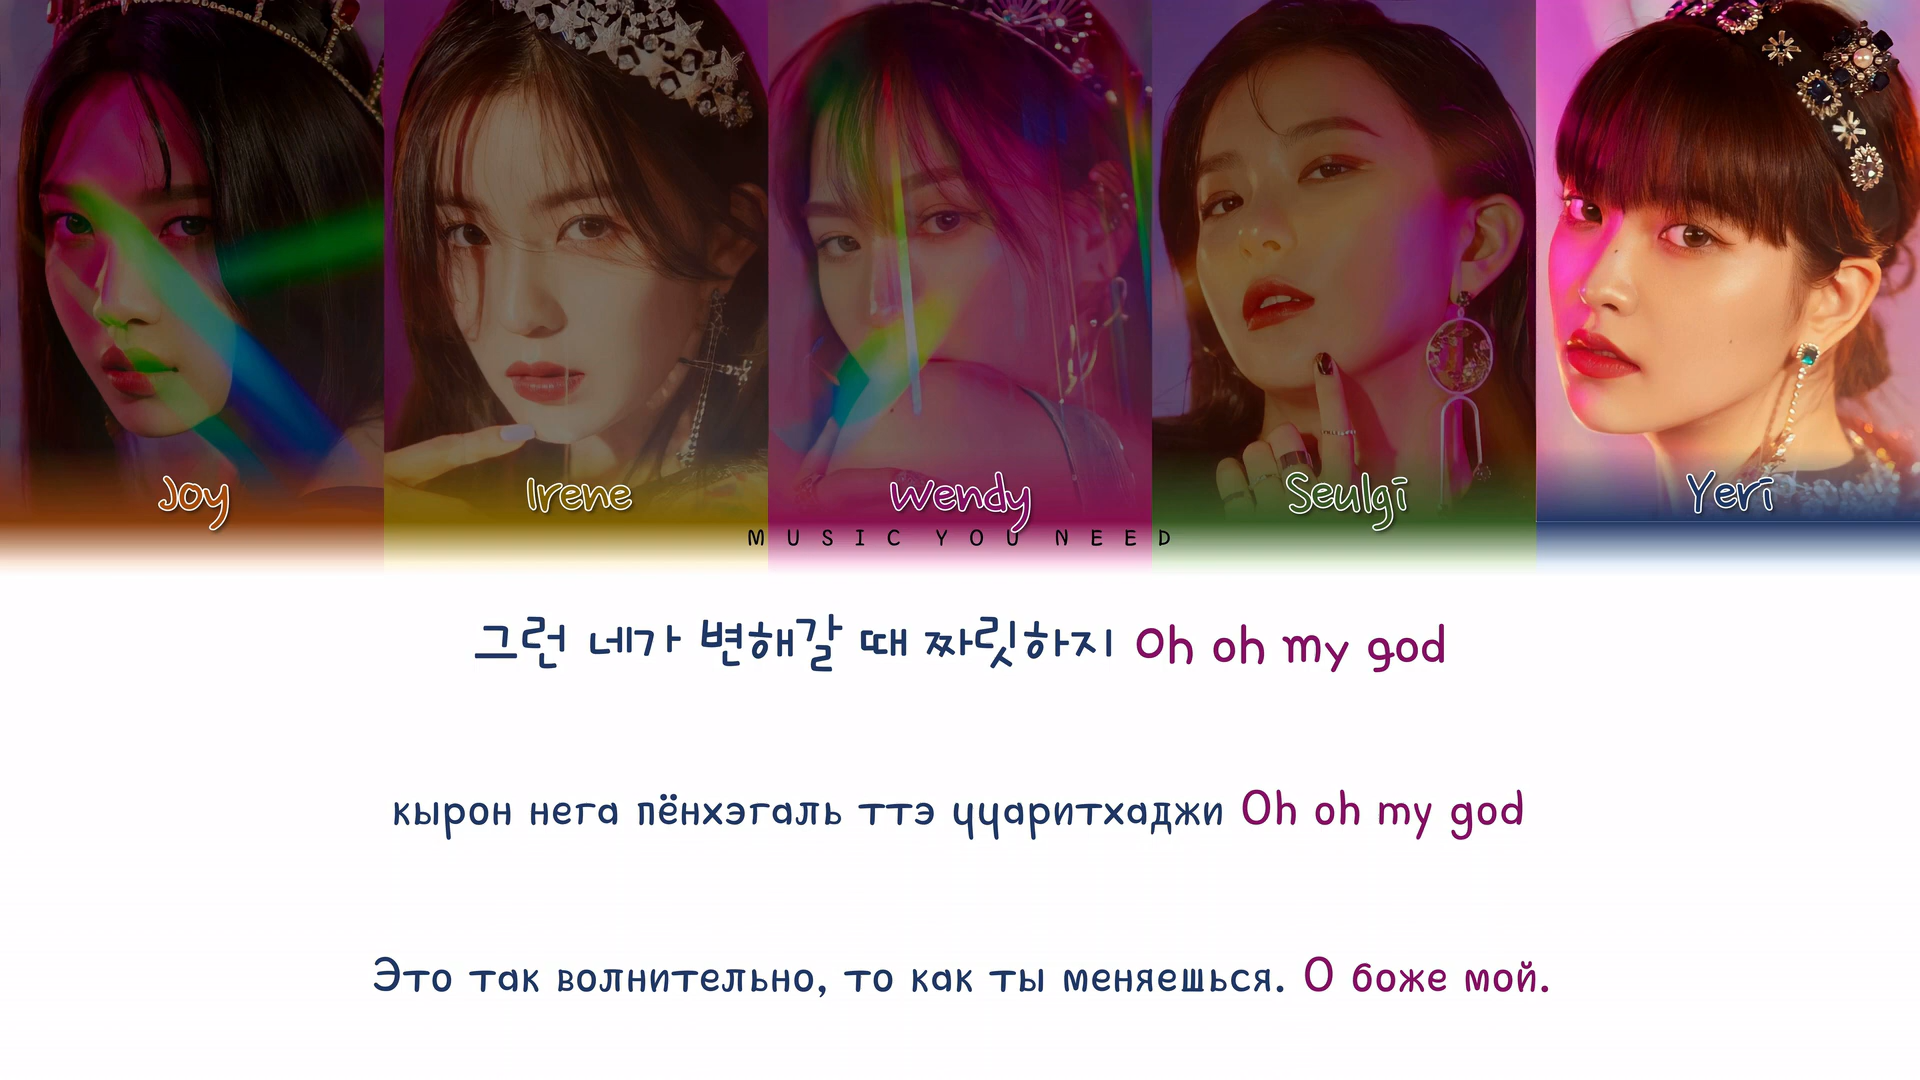 Joy
Irene
Wendy
Seulgi
Yeri
MUSIC YOU NEED
그런 네가 변해갈 때 짜릿하지 Oh oh my god
кырон нега пёнхэгаль ттэ ччаритхаджи Oh oh my god
Это так волнительно, то как ты меняешься. О боже мой.